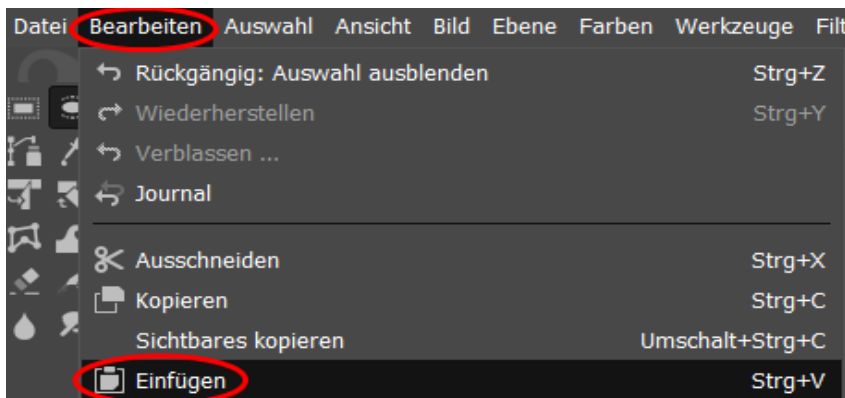 Datei Bearbeiten Auswahl Ansicht Bild Ebene Farben Werkzeuge Filt
Rückgängig: Auswahl ausblenden Strg+Z
Wiederherstellen Strg+Y
Verblassen ...
Journal
Ausschneiden Strg+X
Kopieren Strg+C
Sichtbares kopieren Umschalt+Strg+C
Einfügen Strg+V